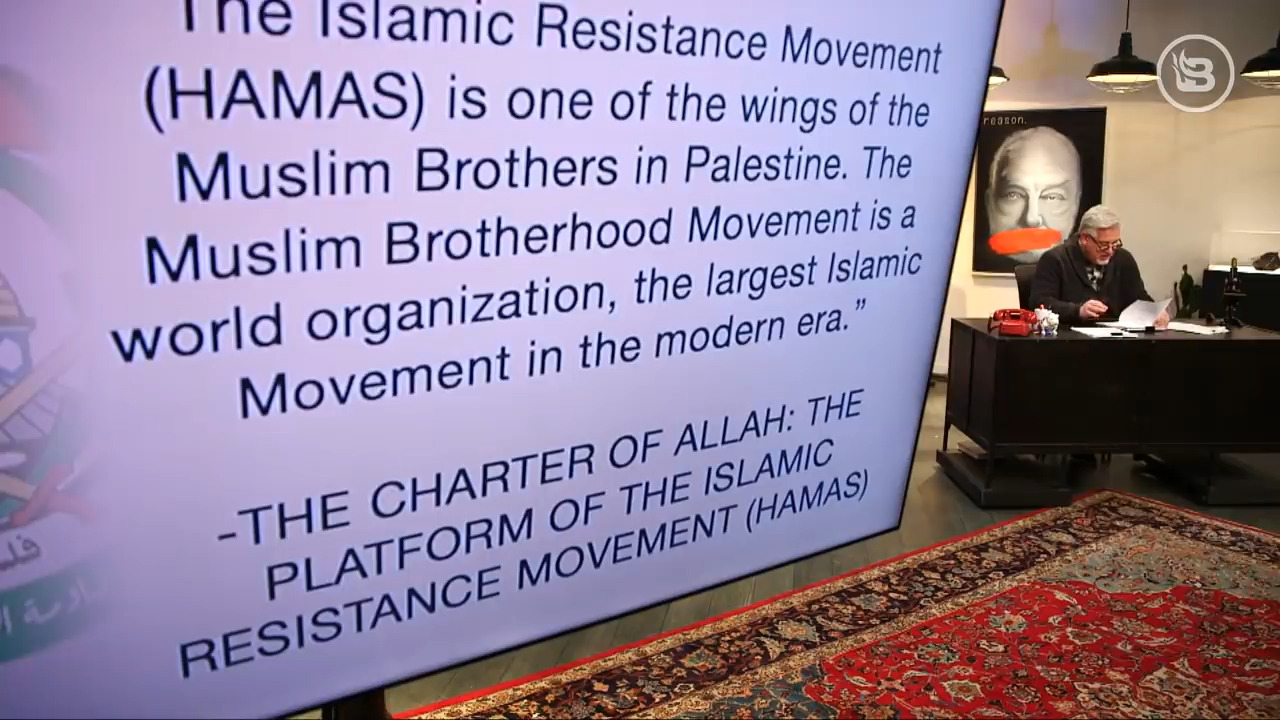 The Islamic Resistance Movement
(HAMAS) is one of the wings of the
Muslim Brothers in Palestine. The
Muslim Brotherhood Movement is a
world organization, the largest Islamic
Movement in the modern era.”
-THE CHARTER OF ALLAH: THE
PLATFORM OF THE ISLAMIC
RESISTANCE MOVEMENT (HAMAS)
reason.
B